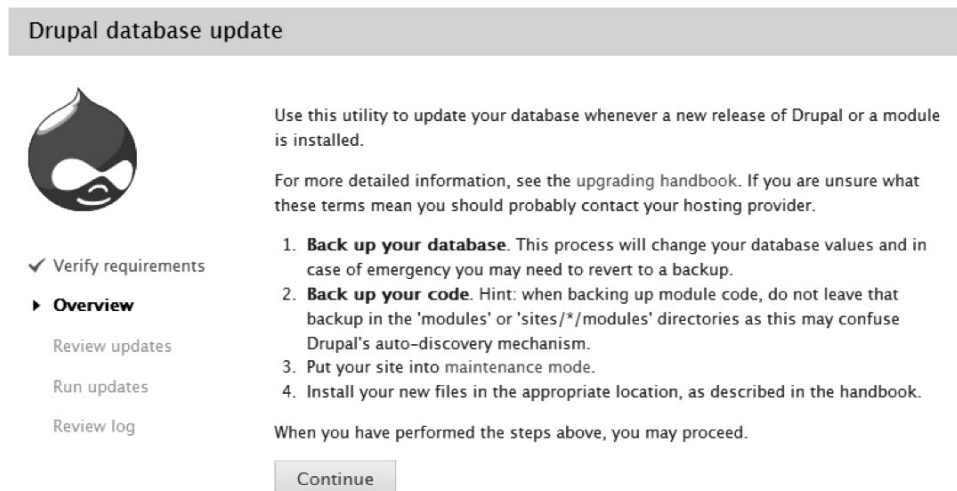 Drupal database update
Use this utility to update your database whenever a new release of Drupal or a module
is installed.
For more detailed information, see the upgrading handbook. If you are unsure what
these terms mean you should probably contact your hosting provider.
1. Back up your database. This process will change your database values and in
case of emergency you may need to revert to a backup.
2. Back up your code. Hint: when backing up module code, do not leave that
backup in the 'modules' or 'sites/*/modules' directories as this may confuse
Drupal's auto-discovery mechanism.
3. Put your site into maintenance mode.
4. Install your new files in the appropriate location, as described in the handbook.
When you have performed the steps above, you may proceed.
Continue
Verify requirements
Overview
Review updates
Run updates
Review log